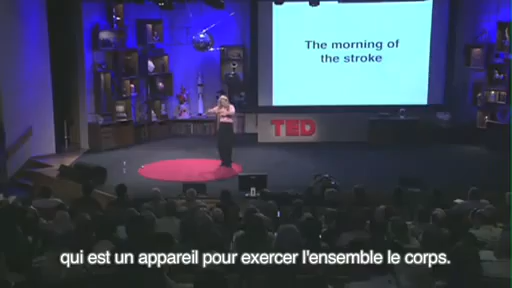 The morning of
the stroke
TED
qui est un appareil pour exercer l'ensemble le corps.